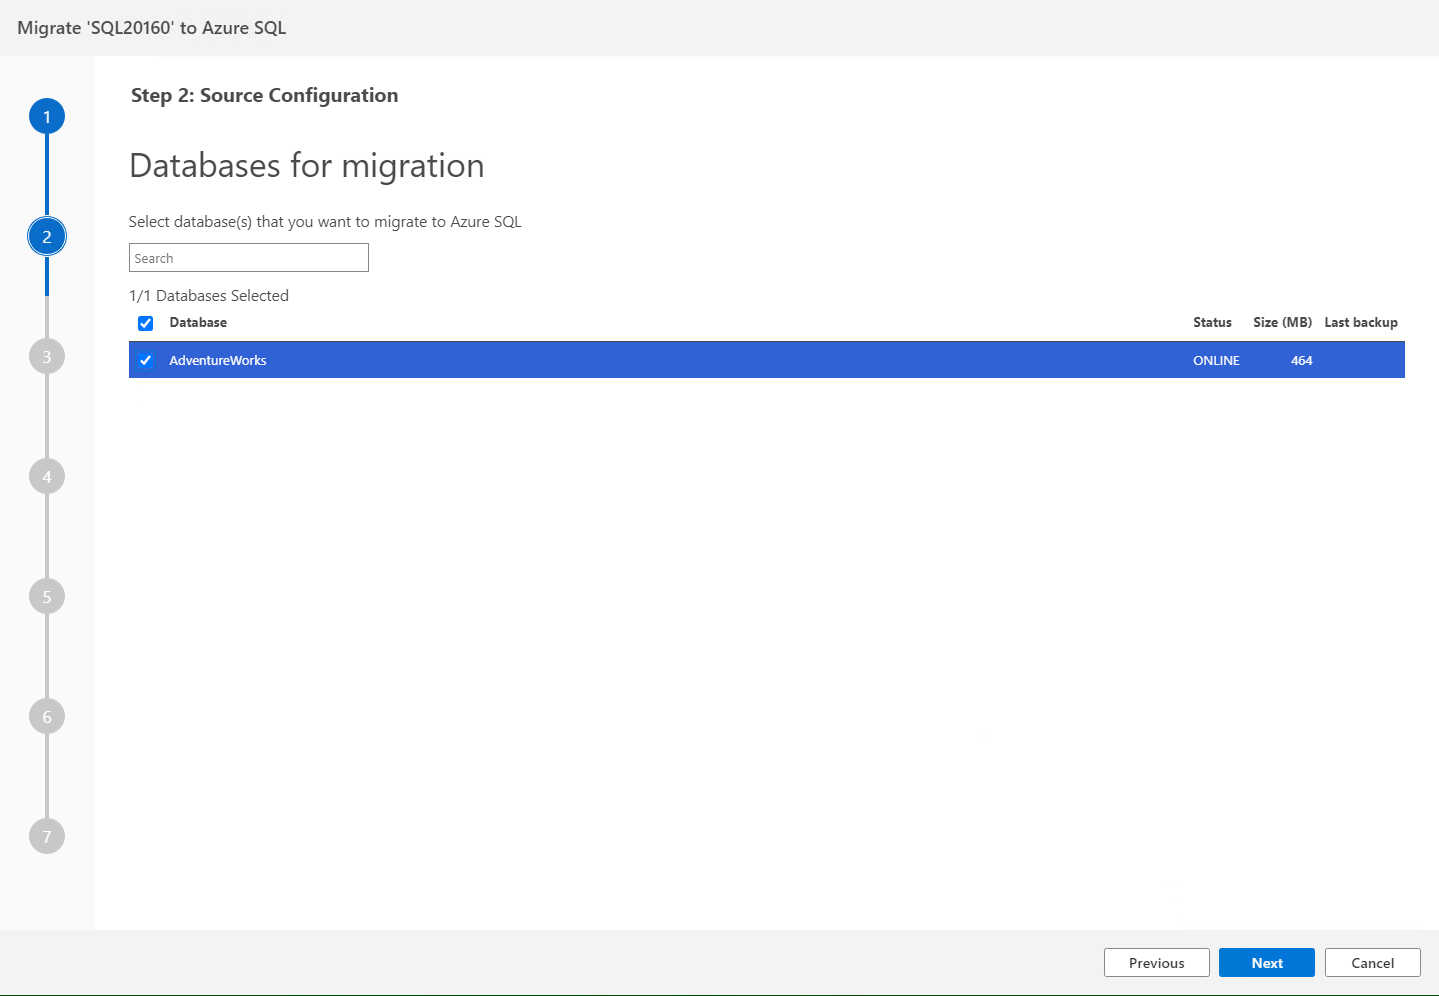 Migrate 'SQL20160' to Azure SQL
1
2
3
4
5
6
7
Step 2: Source Configuration
Databases for migration
Select database(s) that you want to migrate to Azure SQL
Search
1/1 Databases Selected
Database Status Size (MB) Last backup
AdventureWorks ONLINE 464
Previous Next Cancel